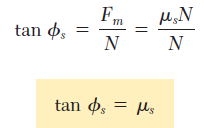 tan ϕₛ = Fₘ/N = μₛN/N
tan ϕₛ = μₛ